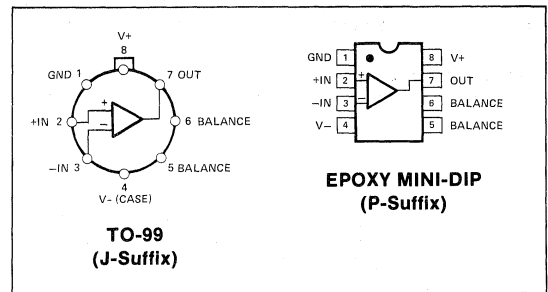 V+
8
GND 1
7 OUT
+IN 2
+
−
6 BALANCE
−IN 3
5 BALANCE
4
V− (CASE)
TO-99
(J-Suffix)
GND 1
8 V+
+IN 2
+
7 OUT
−IN 3
−
6 BALANCE
V− 4
5 BALANCE
EPOXY MINI-DIP
(P-Suffix)